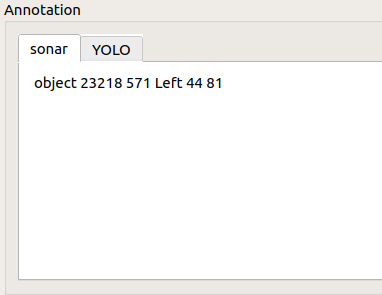 Annotation
sonar YOLO
object 23218 571 Left 44 81